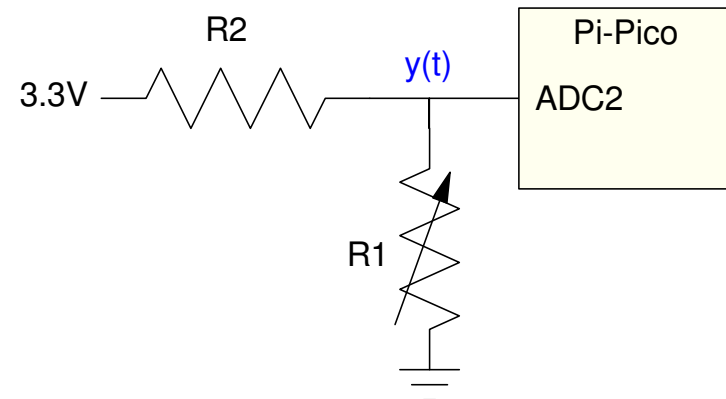 R2
Pi-Pico
y(t)
3.3V
ADC2
R1